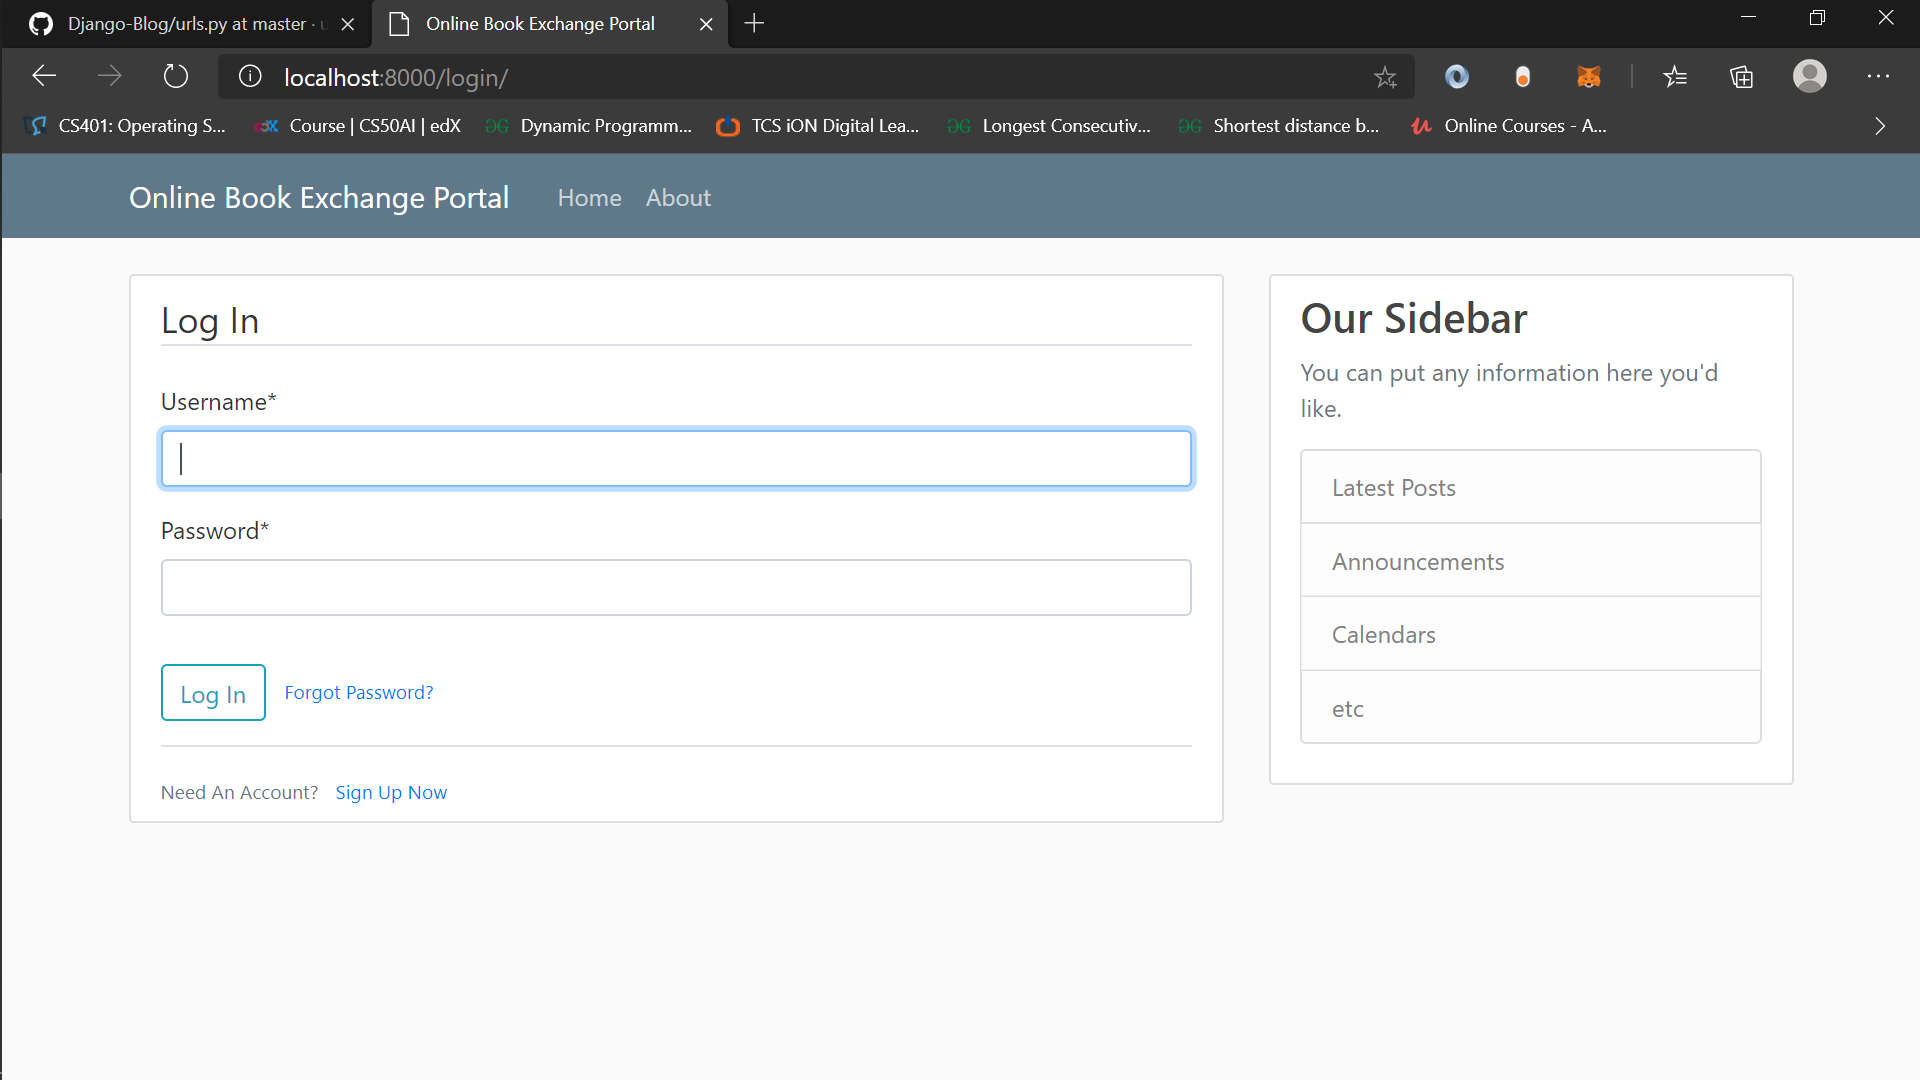 Django-Blog/urls.py at master ·
Online Book Exchange Portal
localhost:8000/login/
CS401: Operating S...
Course | CS50AI | edX
Dynamic Programm...
TCS iON Digital Lea...
Longest Consecutiv...
Shortest distance b...
Online Courses - A...
Online Book Exchange Portal
Home
About
Log In
Username*
Password*
Log In
Forgot Password?
Need An Account? Sign Up Now
Our Sidebar
You can put any information here you'd
like.
Latest Posts
Announcements
Calendars
etc